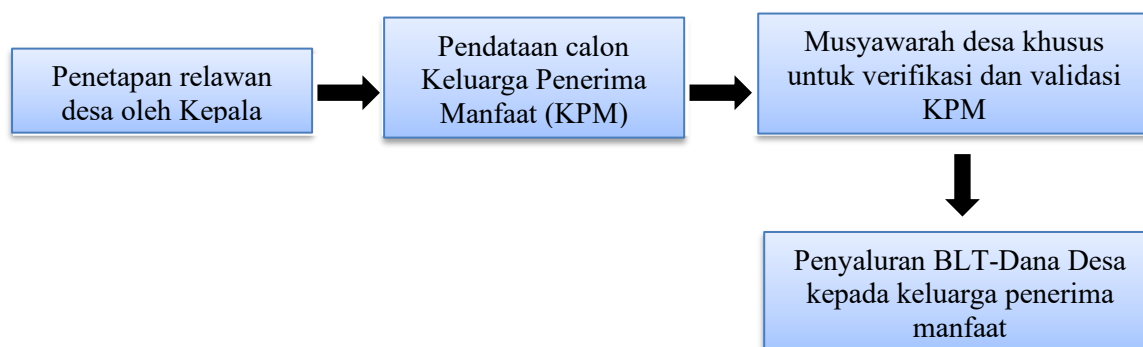 Penetapan relawan
desa oleh Kepala
Pendataan calon
Keluarga Penerima
Manfaat (KPM)
Musyawarah desa khusus
untuk verifikasi dan validasi
KPM
Penyaluran BLT-Dana Desa
kepada keluarga penerima
manfaat